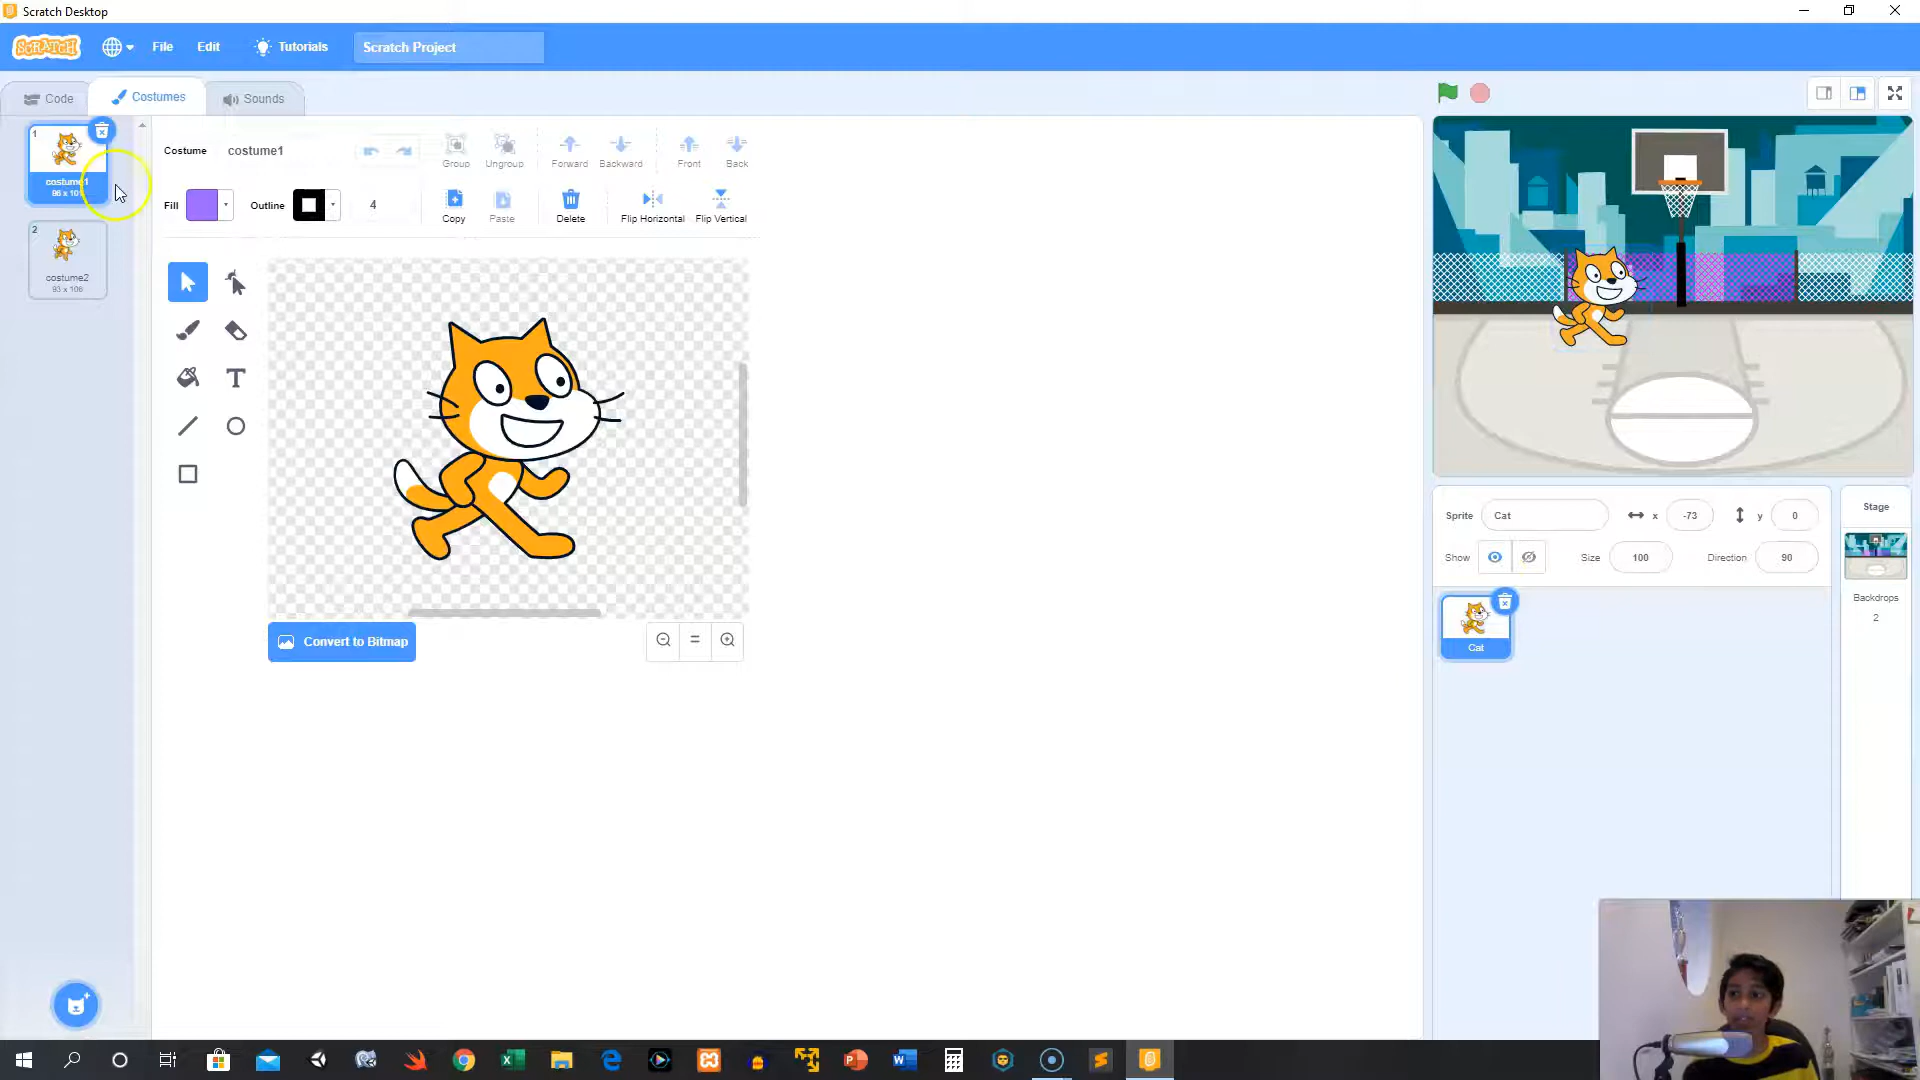 Scratch Desktop
SCRATCH File Edit Tutorials Scratch Project
Code Costumes Sounds
1
costume1
2
costume2
93 x 106
Costume costume1
Group Ungroup Forward Backward Front Back
Fill Outline 4
Copy Paste Delete Flip Horizontal Flip Vertical
T
Convert to Bitmap
Sprite Cat x -73 y 0
Show Size 100 Direction 90
Cat
Stage
Backdrops
2